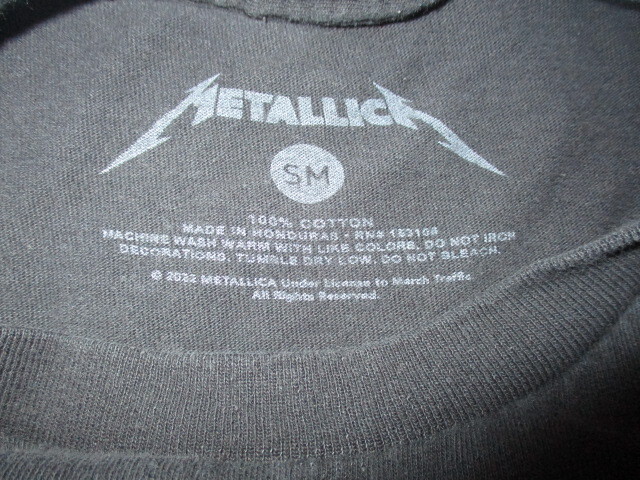 METALLICA
SM
100% COTTON
MADE IN HONDURAS • RN# 153108
MACHINE WASH WARM WITH LIKE COLORS. DO NOT IRON
DECORATIONS. TUMBLE DRY LOW. DO NOT BLEACH.
© 2022 METALLICA Under License to Merch Traffic
All Rights Reserved.